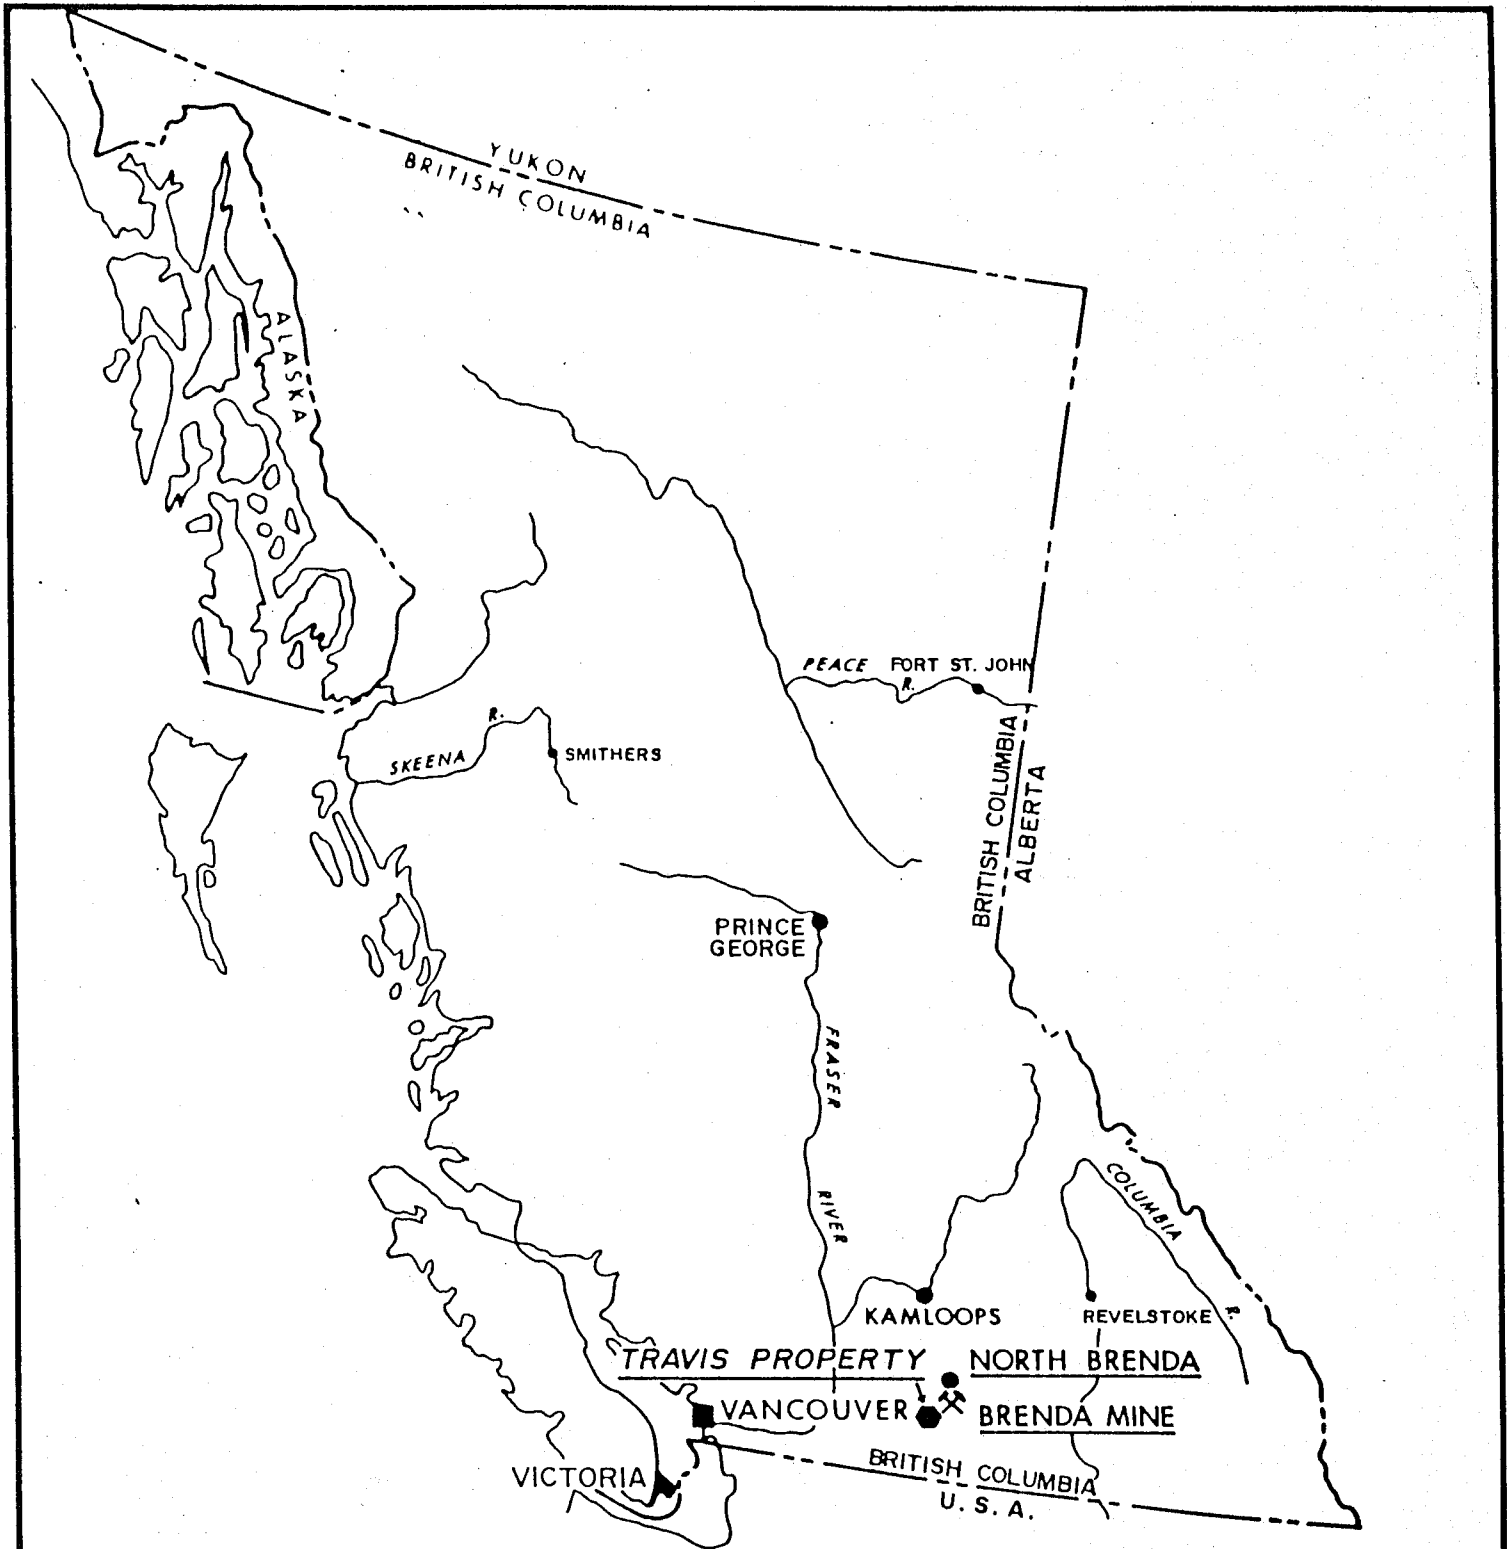 YUKON
BRITISH COLUMBIA
ALASKA
PEACE R.
FORT ST. JOHN
SKEENA R.
SMITHERS
BRITISH COLUMBIA
ALBERTA
PRINCE
GEORGE
FRASER RIVER
COLUMBIA R.
KAMLOOPS
REVELSTOKE
TRAVIS PROPERTY
NORTH BRENDA
VANCOUVER
BRENDA MINE
VICTORIA
BRITISH COLUMBIA
U.S.A.